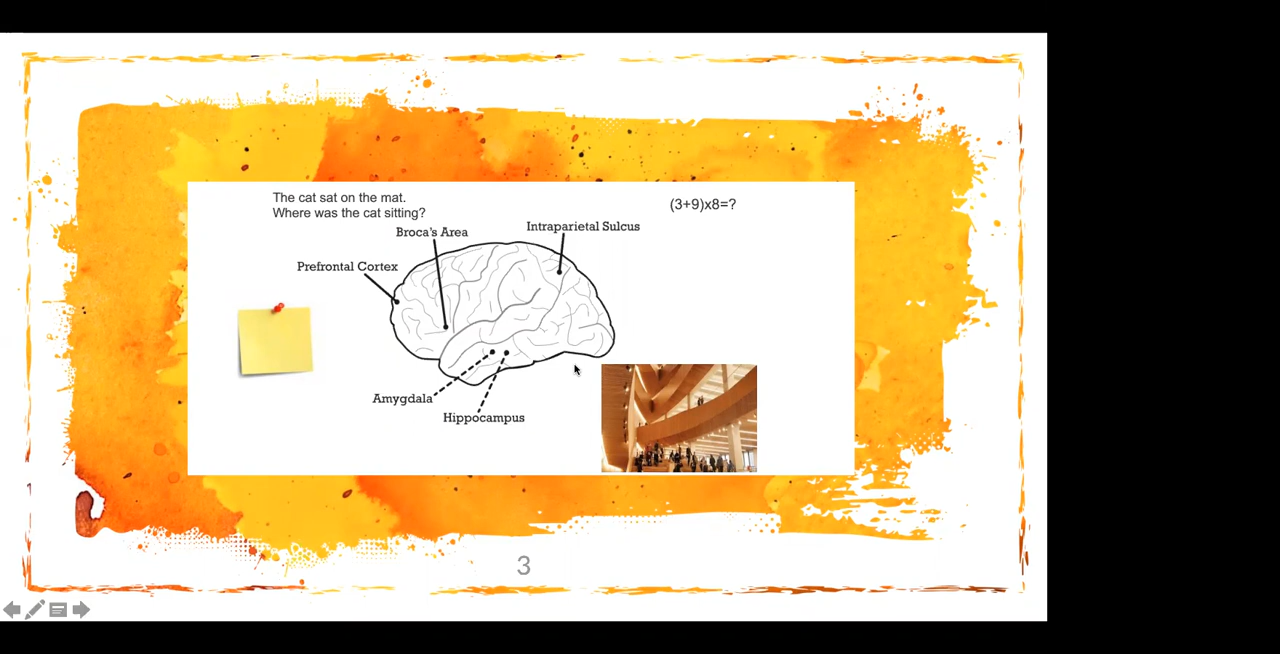 The cat sat on the mat.
Where was the cat sitting?
(3+9)x8=?
Broca's Area
Intraparietal Sulcus
Prefrontal Cortex
Amygdala
Hippocampus
3